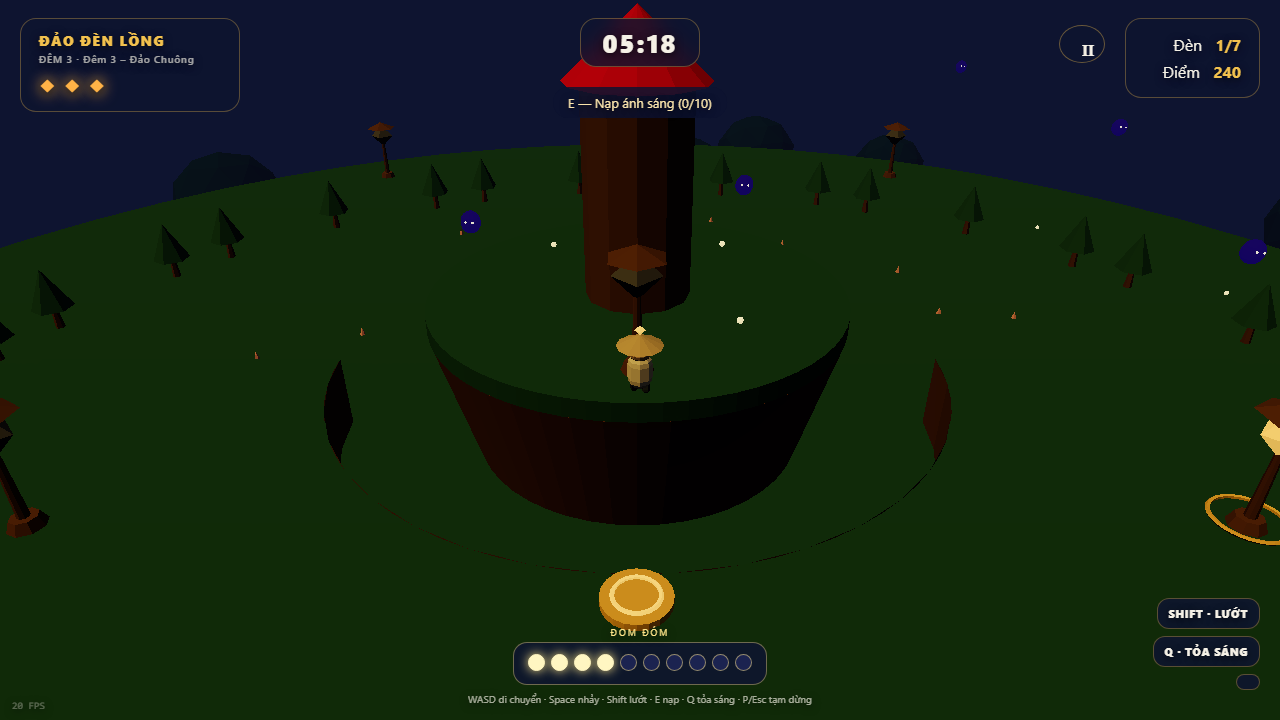 ĐẢO ĐÈN LỒNG
ĐÊM 3 · Đêm 3 – Đảo Chuông
05:18
E — Nạp ánh sáng (0/10)
II
Đèn 1/7
Điểm 240
SHIFT · LƯỚT
Q · TỎA SÁNG
ĐOM ĐÓM
WASD di chuyển · Space nhảy · Shift lướt · E nạp · Q tỏa sáng · P/Esc tạm dừng
20 FPS